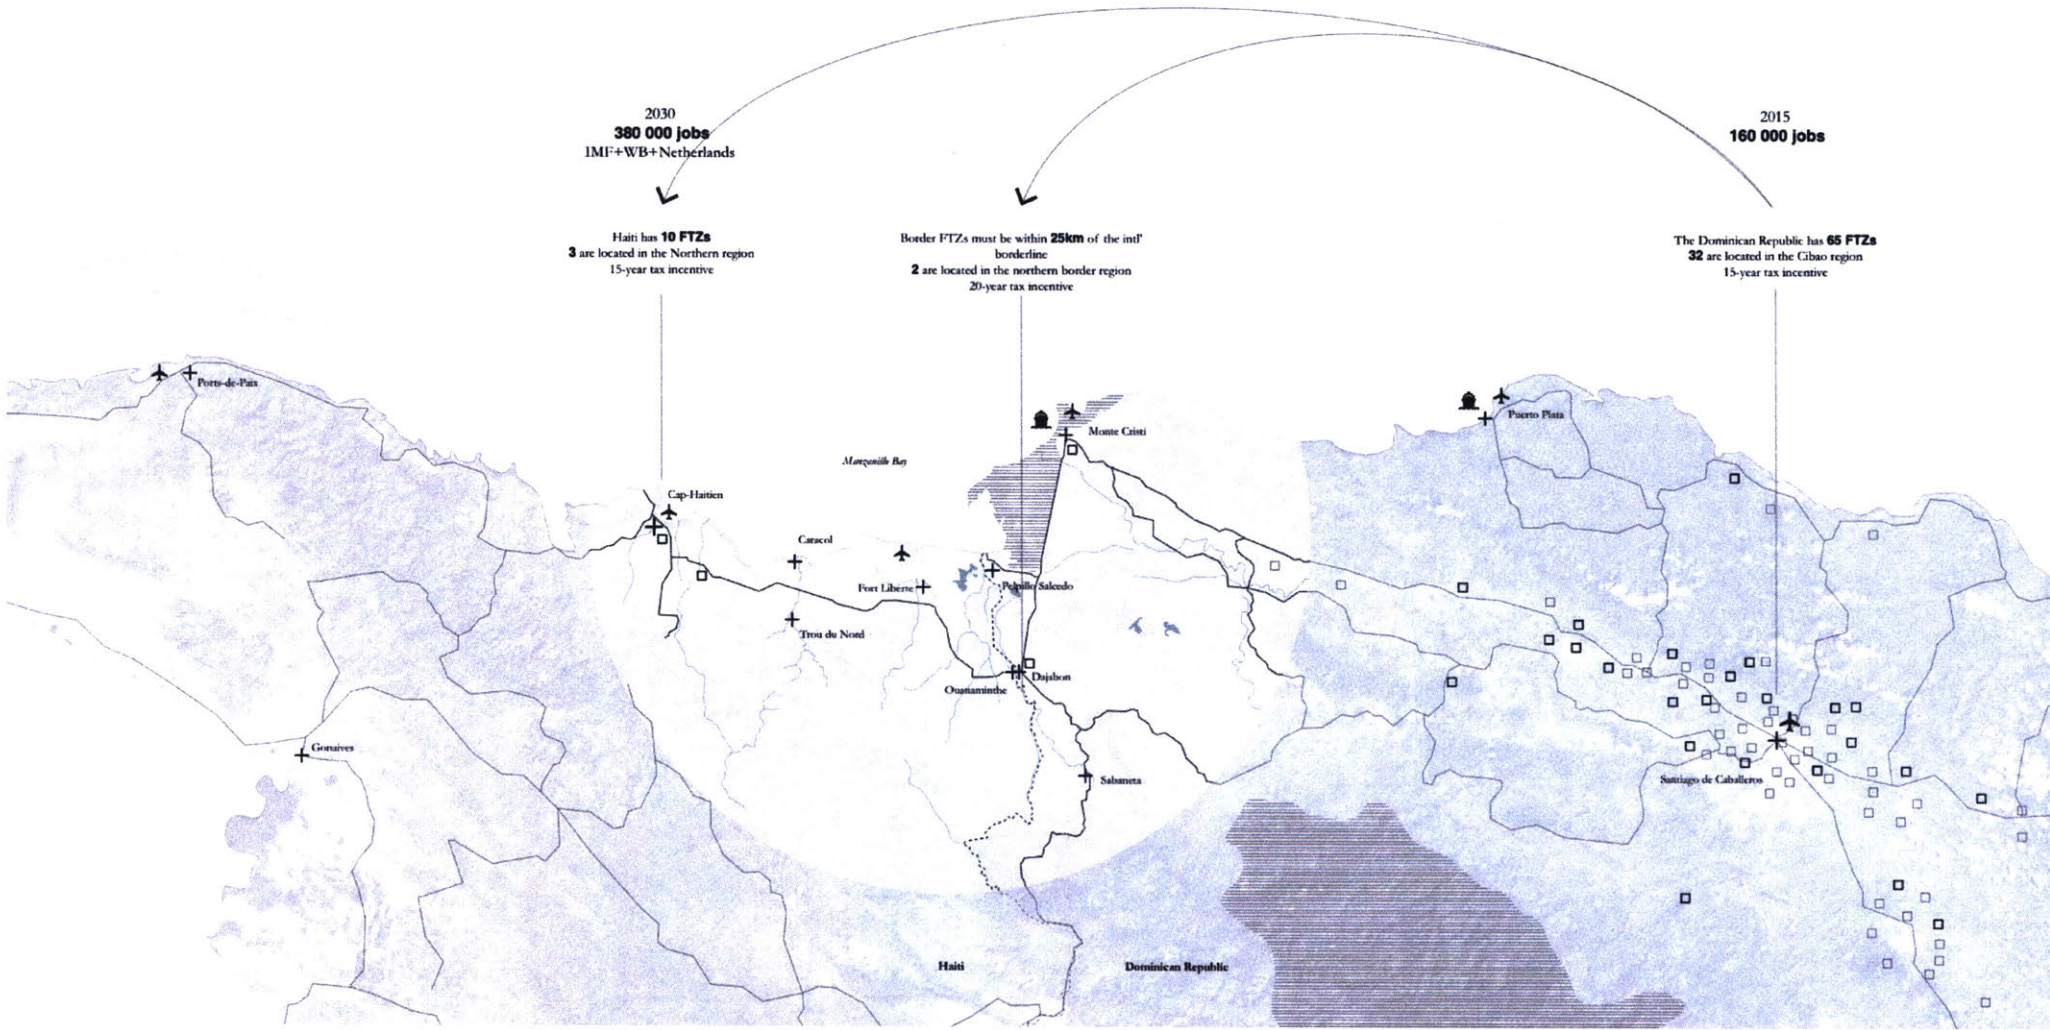 2030
380 000 jobs
IMF+WB+Netherlands
2015
160 000 jobs
Haiti has 10 FTZs
3 are located in the Northern region
15-year tax incentive
Border FTZs must be within 25km of the intl'
borderline
2 are located in the northern border region
20-year tax incentive
The Dominican Republic has 65 FTZs
32 are located in the Cibao region
15-year tax incentive
Ports-de-Paix
Puerto Plata
Monte Cristi
Manzanillo Bay
Cap-Haitien
Caracol
Fort Liberte
Pelpillo Salcedo
Trou du Nord
Ouanaminthe
Dajabon
Gonaives
Sabaneta
Santiago de Caballeros
Haiti
Dominican Republic